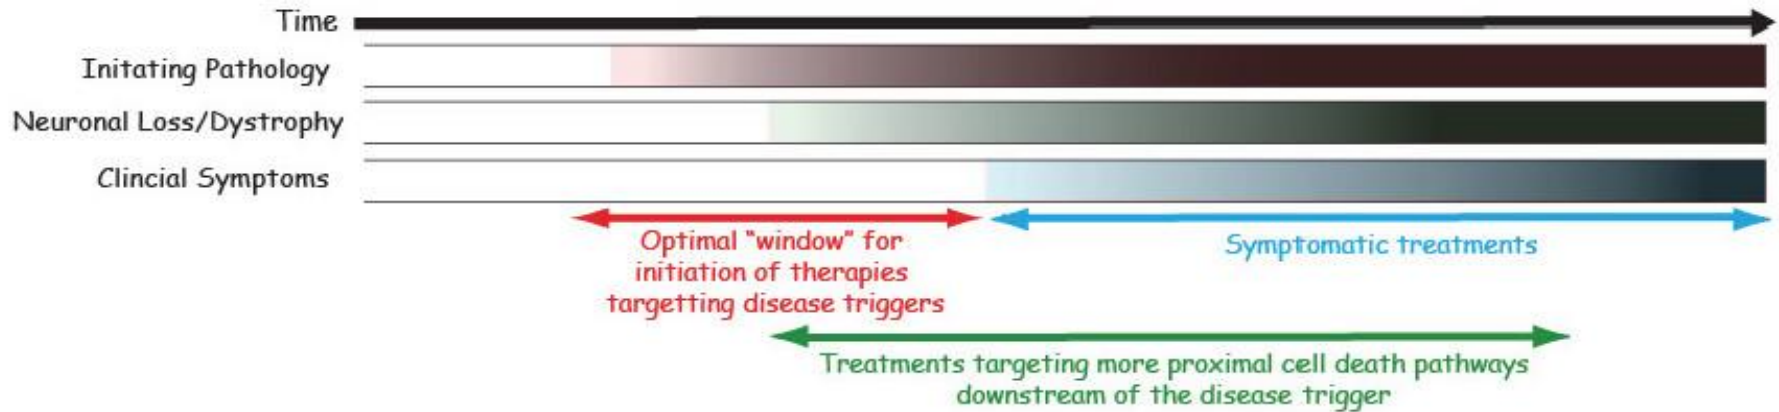 Time
Initating Pathology
Neuronal Loss/Dystrophy
Clincial Symptoms
Optimal “window” for
initiation of therapies
targetting disease triggers
Symptomatic treatments
Treatments targeting more proximal cell death pathways
downstream of the disease trigger